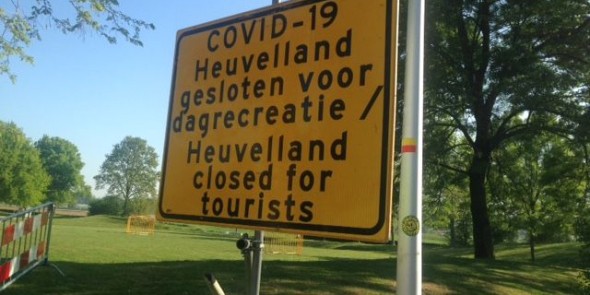 COVID-19
Heuvelland
gesloten voor
dagrecreatie /
Heuvelland
closed for
tourists